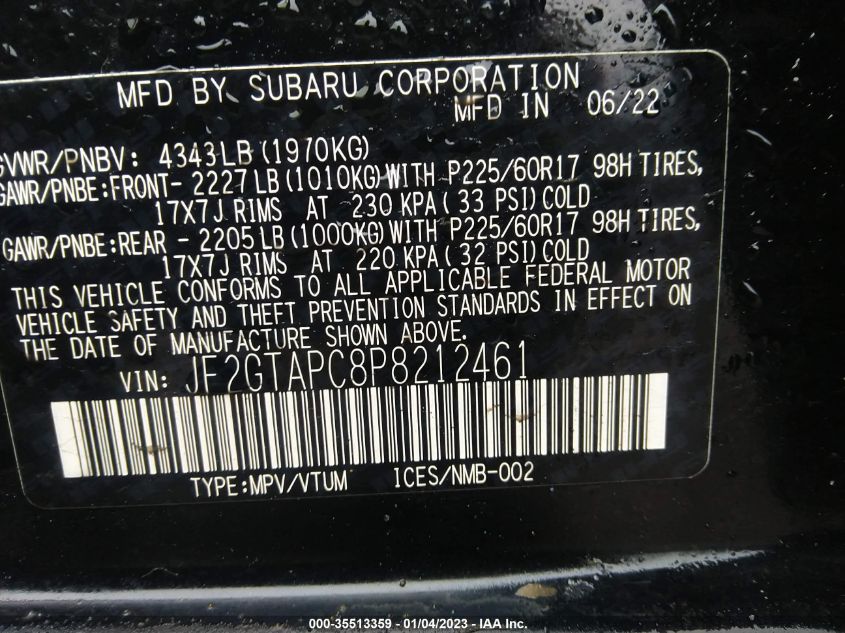 MFD BY SUBARU CORPORATION
MFD IN 06/22
GVWR/PNBV: 4343LB (1970KG)
GAWR/PNBE:FRONT- 2227LB (1010KG) WITH P225/60R17 98H TIRES,
17X7J RIMS AT 230 KPA ( 33 PSI) COLD
GAWR/PNBE:REAR - 2205LB (1000KG) WITH P225/60R17 98H TIRES,
17X7J RIMS AT 220 KPA ( 32 PSI) COLD
THIS VEHICLE CONFORMS TO ALL APPLICABLE FEDERAL MOTOR
VEHICLE SAFETY AND THEFT PREVENTION STANDARDS IN EFFECT ON
THE DATE OF MANUFACTURE SHOWN ABOVE.
VIN: JF2GTAPC8P8212461
TYPE:MPV/VTUM ICES/NMB-002
000-35513359 - 01/04/2023 - IAA Inc.